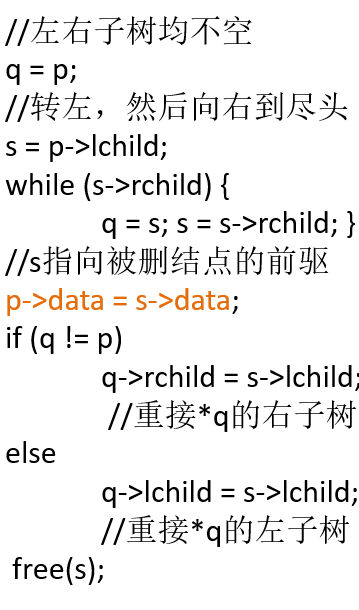 //左右子树均不空
q = p;
//转左，然后向右到尽头
s = p->lchild;
while (s->rchild) {
q = s; s = s->rchild; }
//s指向被删结点的前驱
p->data = s->data;
if (q != p)
q->rchild = s->lchild;
//重接*q的右子树
else
q->lchild = s->lchild;
//重接*q的左子树
free(s);